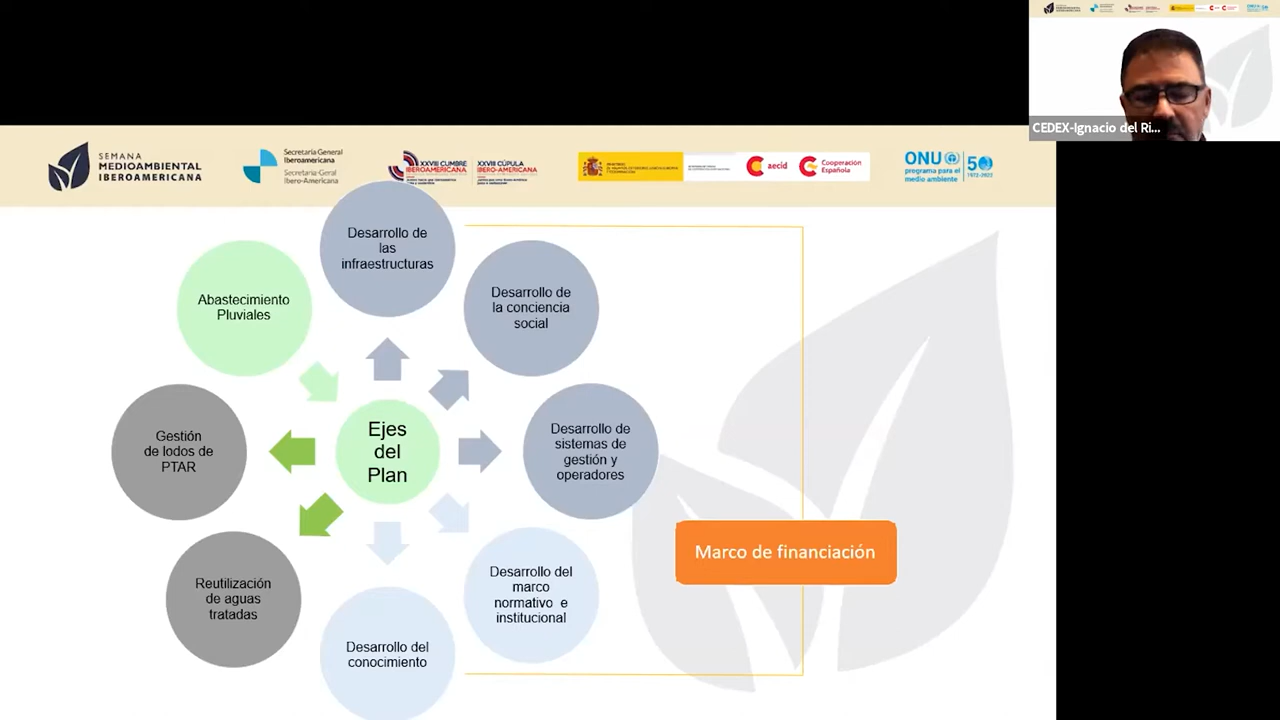 CEDEX-Ignacio del Ri...
SEMANA
MEDIOAMBIENTAL
IBEROAMERICANA
Secretaría General
Iberoamericana
Secretaria-Geral
Ibero-Americana
XXVIII CUMBRE
IBEROAMERICANA
XXVIII CÚPULA
IBERO-AMERICANA
aecid
Cooperación
Española
ONU
programa para el
medio ambiente
50
1972-2022
Desarrollo de
las
infraestructuras
Abastecimiento
Pluviales
Desarrollo de
la conciencia
social
Gestión
de lodos de
PTAR
Ejes
del
Plan
Desarrollo de
sistemas de
gestión y
operadores
Marco de financiación
Reutilización
de aguas
tratadas
Desarrollo del
marco
normativo e
institucional
Desarrollo del
conocimiento